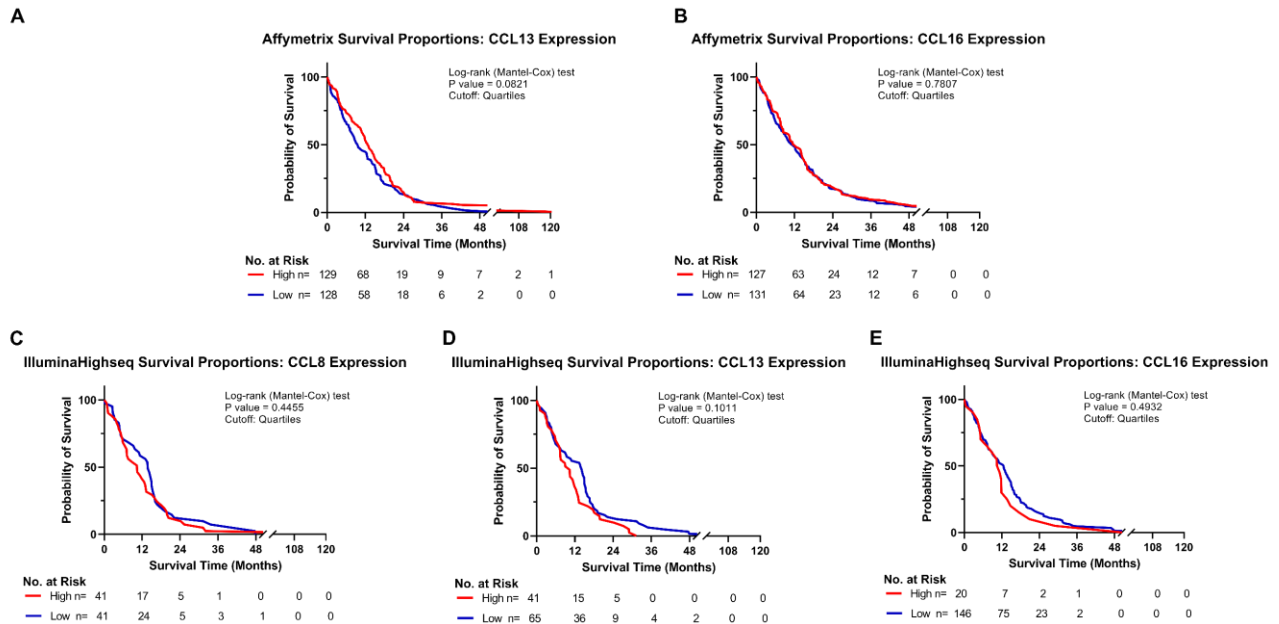 A
Affymetrix Survival Proportions: CCL13 Expression
Log-rank (Mantel-Cox) test
P value = 0.0821
Cutoff: Quartiles
Probability of Survival
100
50
0
0 12 24 36 48 108 120
Survival Time (Months)
No. at Risk
High n= 129 68 19 9 7 2 1
Low n= 128 58 18 6 2 0 0
B
Affymetrix Survival Proportions: CCL16 Expression
Log-rank (Mantel-Cox) test
P value = 0.7807
Cutoff: Quartiles
Probability of Survival
100
50
0
0 12 24 36 48 108 120
Survival Time (Months)
No. at Risk
High n= 127 63 24 12 7 0 0
Low n= 131 64 23 12 6 0 0
C
IlluminaHighseq Survival Proportions: CCL8 Expression
Log-rank (Mantel-Cox) test
P value = 0.4455
Cutoff: Quartiles
Probability of Survival
100
50
0
0 12 24 36 48 108 120
Survival Time (Months)
No. at Risk
High n= 41 17 5 1 0 0 0
Low n= 41 24 5 3 1 0 0
D
IlluminaHighseq Survival Proportions: CCL13 Expression
Log-rank (Mantel-Cox) test
P value = 0.1011
Cutoff: Quartiles
Probability of Survival
100
50
0
0 12 24 36 48 108 120
Survival Time (Months)
No. at Risk
High n= 41 15 5 0 0 0 0
Low n= 65 36 9 4 2 0 0
E
IlluminaHighseq Survival Proportions: CCL16 Expression
Log-rank (Mantel-Cox) test
P value = 0.4932
Cutoff: Quartiles
Probability of Survival
100
50
0
0 12 24 36 48 108 120
Survival Time (Months)
No. at Risk
High n= 20 7 2 1 0 0 0
Low n= 146 75 23 2 0 0 0